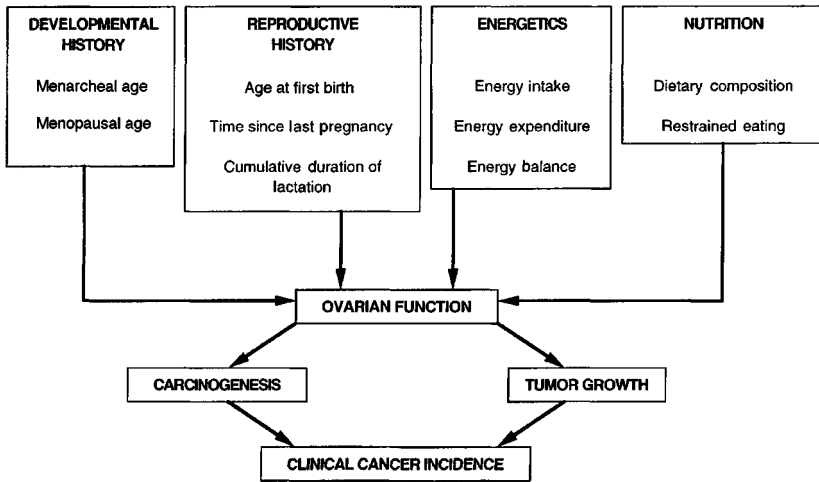 DEVELOPMENTAL
HISTORY
Menarcheal age
Menopausal age
REPRODUCTIVE
HISTORY
Age at first birth
Time since last pregnancy
Cumulative duration of
lactation
ENERGETICS
Energy intake
Energy expenditure
Energy balance
NUTRITION
Dietary composition
Restrained eating
OVARIAN FUNCTION
CARCINOGENESIS
TUMOR GROWTH
CLINICAL CANCER INCIDENCE